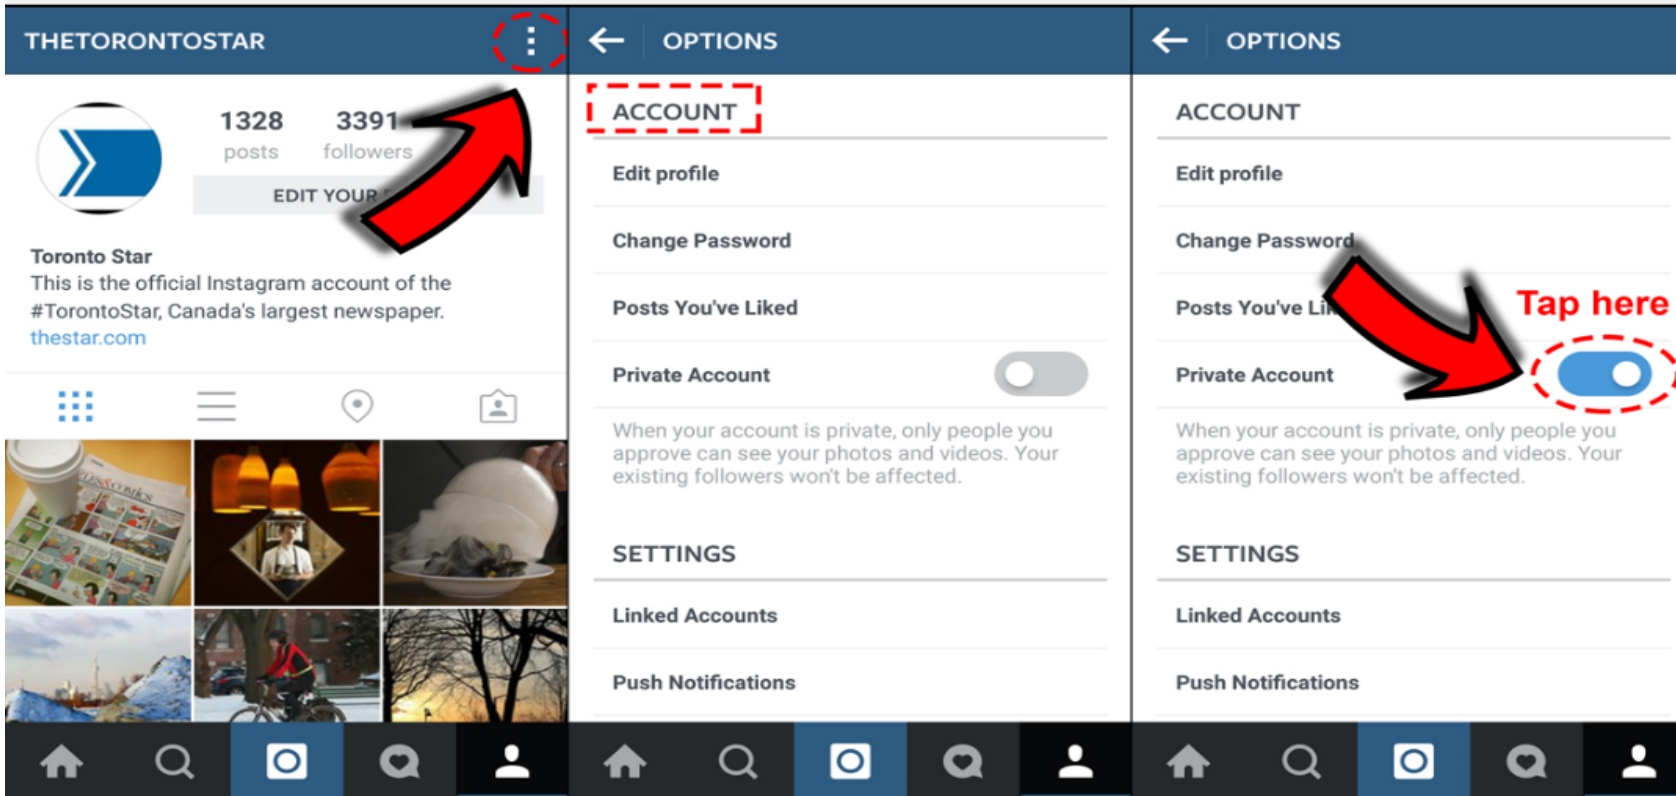 THETORONTOSTAR
1328
3391
posts
followers
EDIT YOUR
Toronto Star
This is the official Instagram account of the
#TorontoStar, Canada's largest newspaper.
thestar.com
OPTIONS
ACCOUNT
Edit profile
Change Password
Posts You've Liked
Private Account
When your account is private, only people you
approve can see your photos and videos. Your
existing followers won't be affected.
SETTINGS
Linked Accounts
Push Notifications
OPTIONS
ACCOUNT
Edit profile
Change Password
Posts You've
Tap here
Private Account
When your account is private, only people you
approve can see your photos and videos. Your
existing followers won't be affected.
SETTINGS
Linked Accounts
Push Notifications